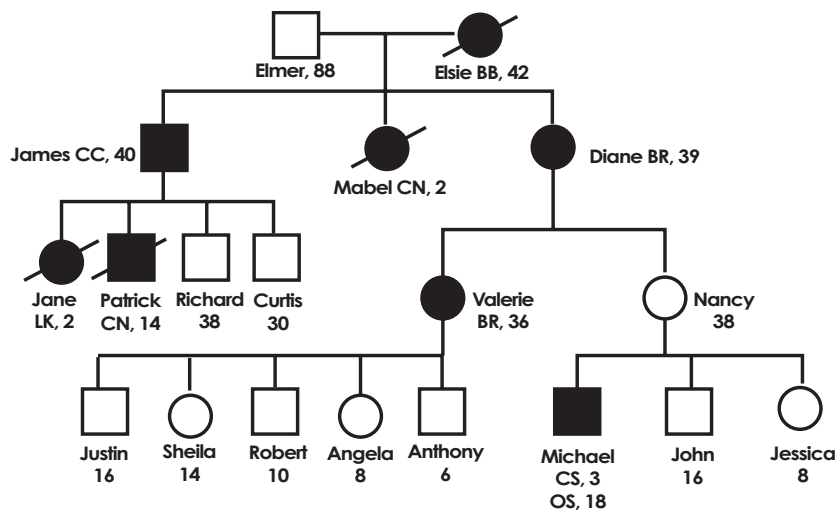 Elmer, 88
Elsie BB, 42
James CC, 40
Mabel CN, 2
Diane BR, 39
Jane
LK, 2
Patrick
CN, 14
Richard
38
Curtis
30
Valerie
BR, 36
Nancy
38
Justin
16
Sheila
14
Robert
10
Angela
8
Anthony
6
Michael
CS, 3
OS, 18
John
16
Jessica
8